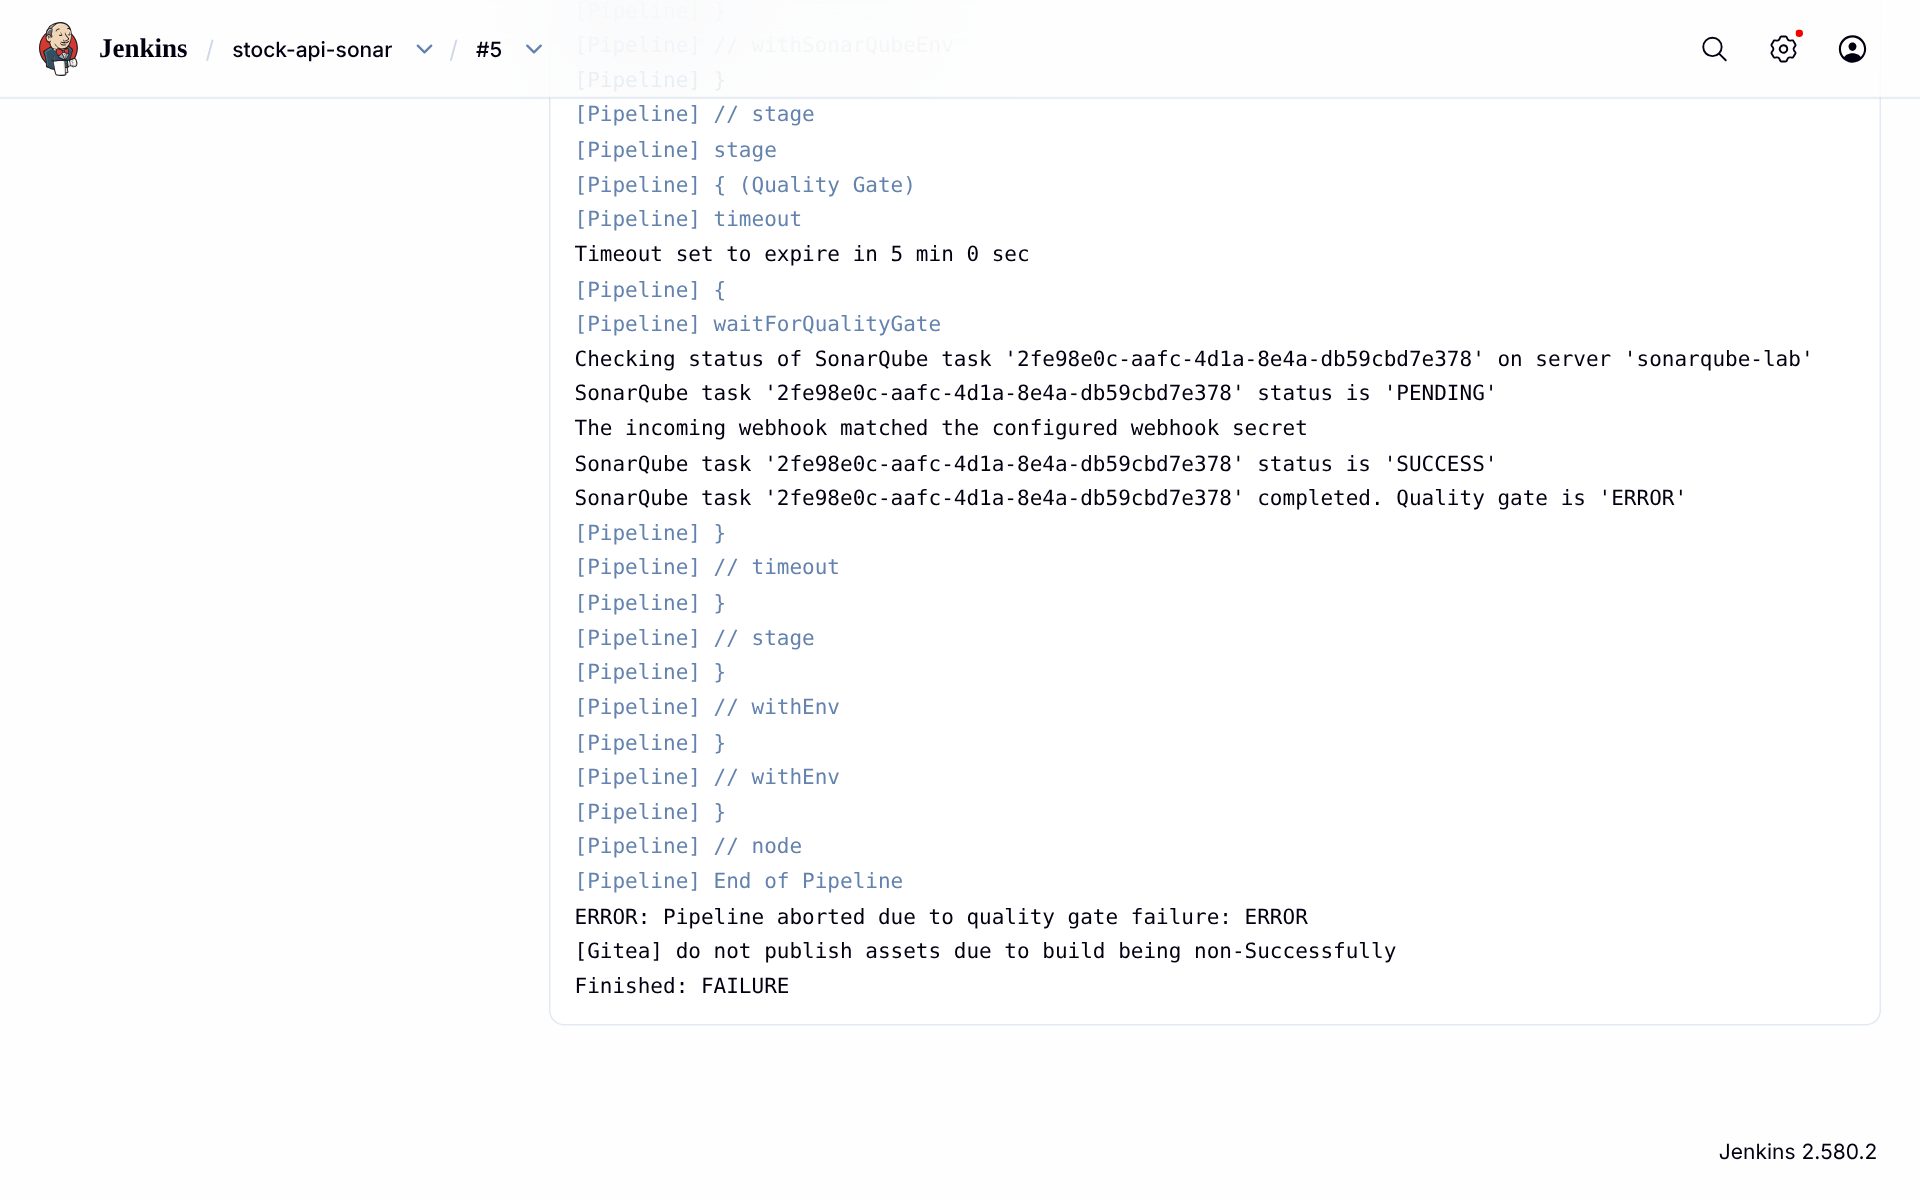 [Pipeline] }
Jenkins / stock-api-sonar / #5
[Pipeline] // withSonarQubeEnv
[Pipeline] }
[Pipeline] // stage
[Pipeline] stage
[Pipeline] { (Quality Gate)
[Pipeline] timeout
Timeout set to expire in 5 min 0 sec
[Pipeline] {
[Pipeline] waitForQualityGate
Checking status of SonarQube task '2fe98e0c-aafc-4d1a-8e4a-db59cbd7e378' on server 'sonarqube-lab'
SonarQube task '2fe98e0c-aafc-4d1a-8e4a-db59cbd7e378' status is 'PENDING'
The incoming webhook matched the configured webhook secret
SonarQube task '2fe98e0c-aafc-4d1a-8e4a-db59cbd7e378' status is 'SUCCESS'
SonarQube task '2fe98e0c-aafc-4d1a-8e4a-db59cbd7e378' completed. Quality gate is 'ERROR'
[Pipeline] }
[Pipeline] // timeout
[Pipeline] }
[Pipeline] // stage
[Pipeline] }
[Pipeline] // withEnv
[Pipeline] }
[Pipeline] // withEnv
[Pipeline] }
[Pipeline] // node
[Pipeline] End of Pipeline
ERROR: Pipeline aborted due to quality gate failure: ERROR
[Gitea] do not publish assets due to build being non-Successfully
Finished: FAILURE
Jenkins 2.580.2